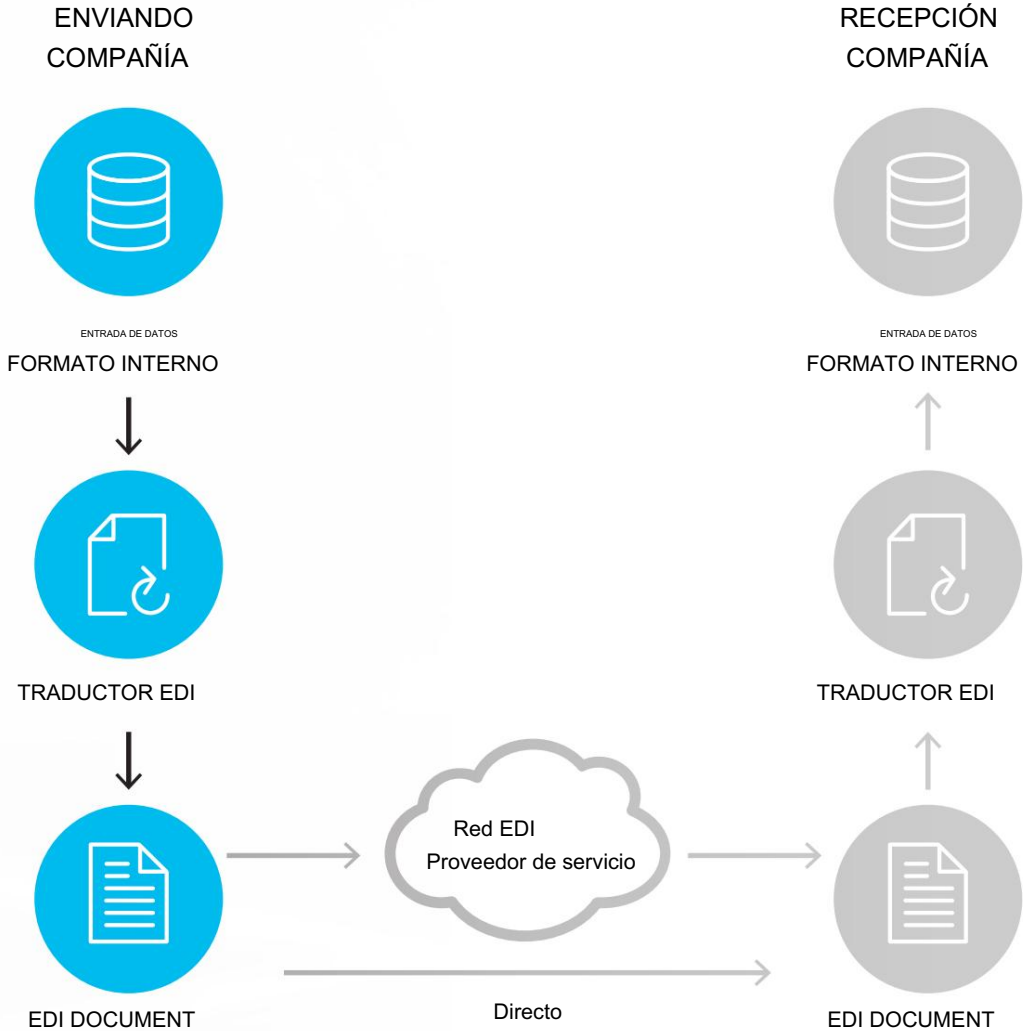 ENVIANDO
COMPAÑÍA
RECEPCIÓN
COMPAÑÍA
ENTRADA DE DATOS
FORMATO INTERNO
ENTRADA DE DATOS
FORMATO INTERNO
TRADUCTOR EDI
TRADUCTOR EDI
Red EDI
Proveedor de servicio
Directo
EDI DOCUMENT
EDI DOCUMENT